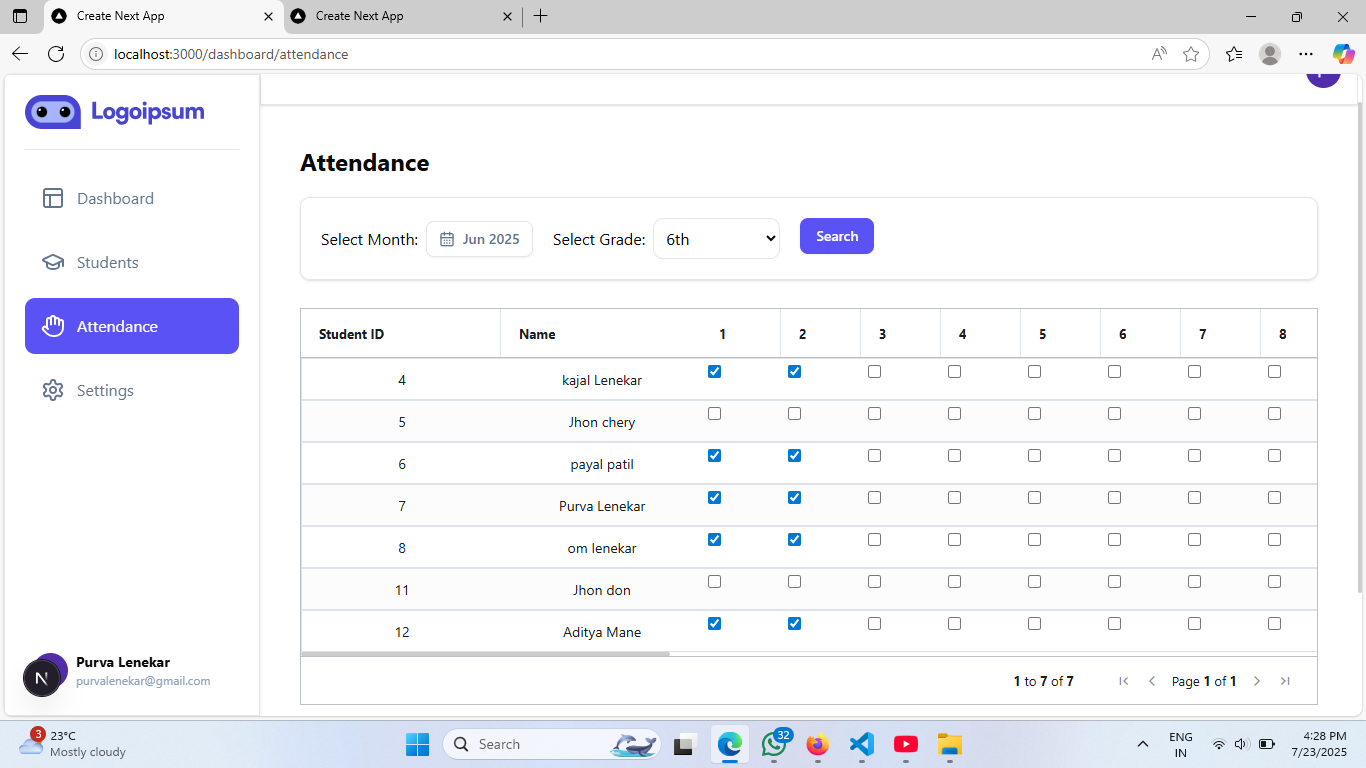 Create Next App
Create Next App
localhost:3000/dashboard/attendance
Logoipsum
Dashboard
Students
Attendance
Settings
Purva Lenekar
purvalenekar@gmail.com
N
Attendance
Select Month: Jun 2025 Select Grade: 6th Search
Student ID Name 1 2 3 4 5 6 7 8
4 kajal Lenekar
5 Jhon chery
6 payal patil
7 Purva Lenekar
8 om lenekar
11 Jhon don
12 Aditya Mane
1 to 7 of 7 Page 1 of 1
3
23°C
Mostly cloudy
Search
32
ENG
IN
4:28 PM
7/23/2025